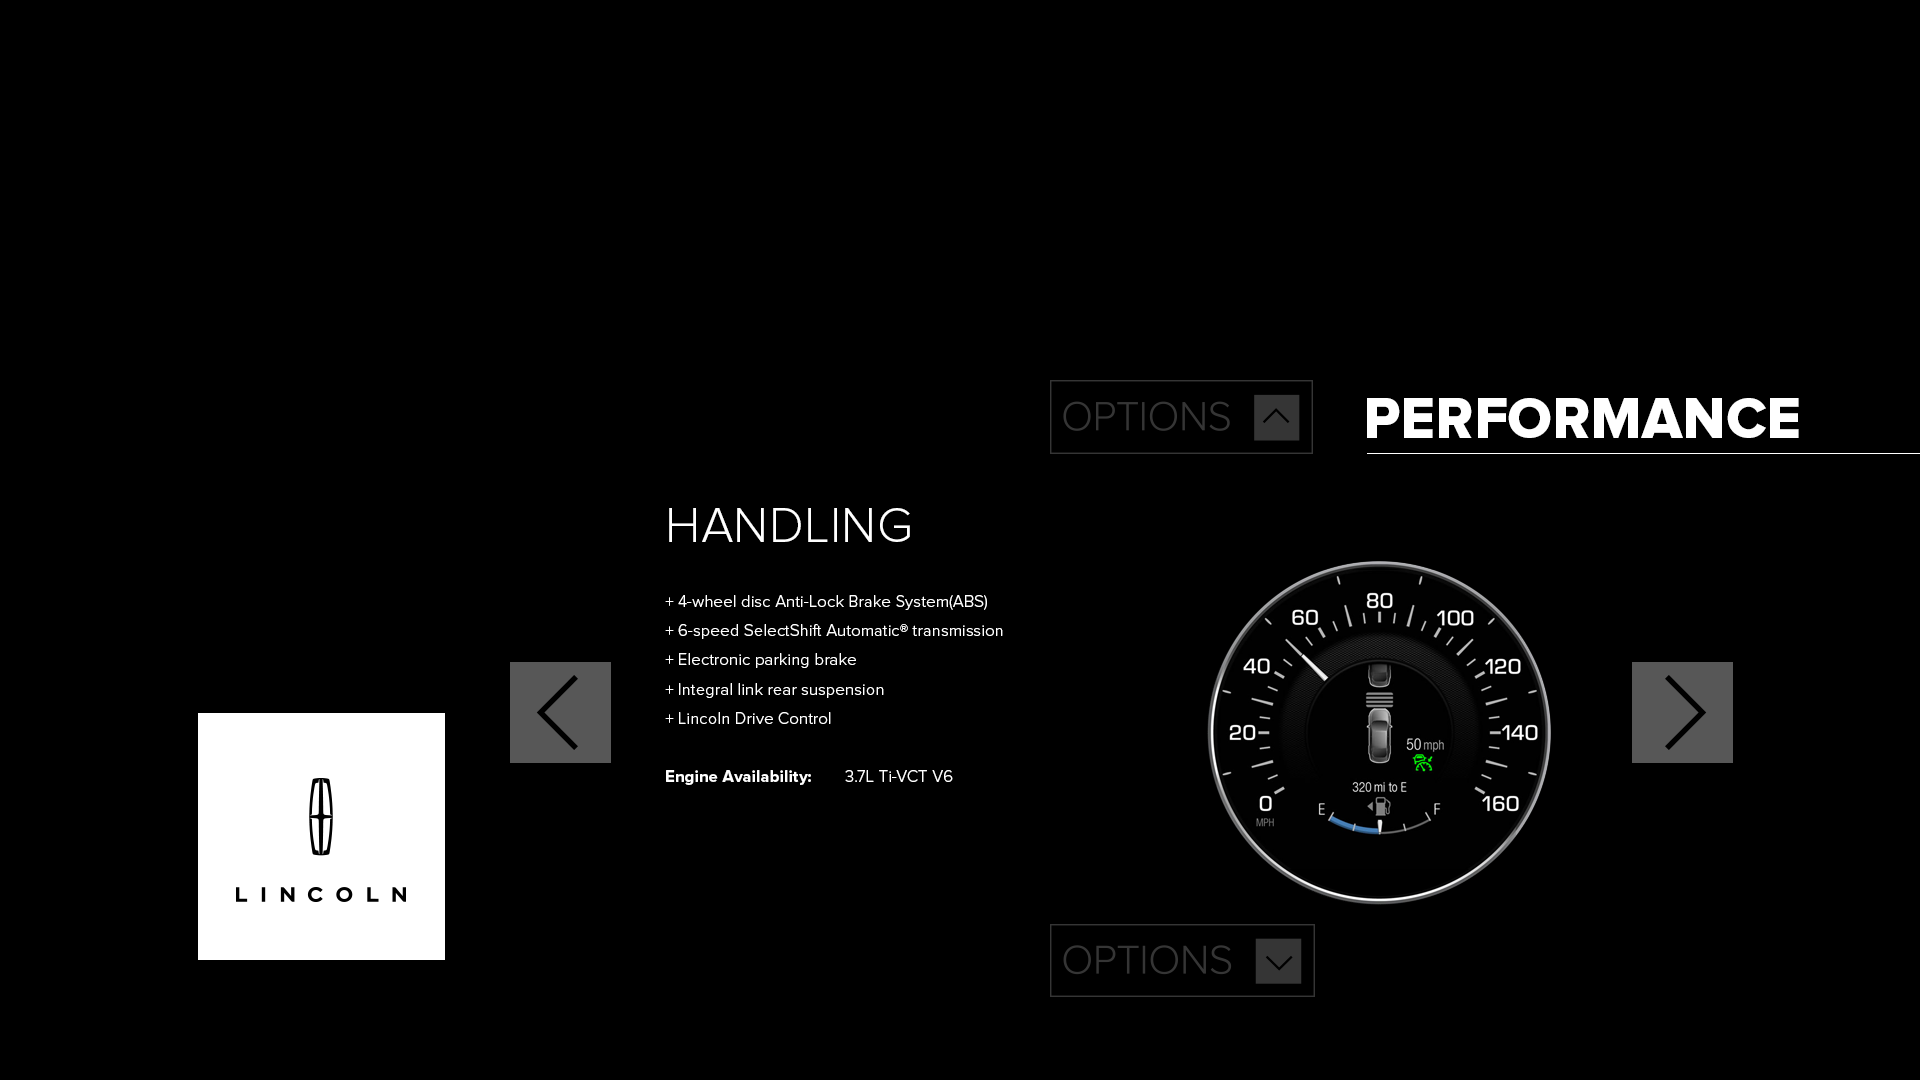 OPTIONS
PERFORMANCE
HANDLING
+ 4-wheel disc Anti-Lock Brake System(ABS)
+ 6-speed SelectShift Automatic® transmission
+ Electronic parking brake
+ Integral link rear suspension
+ Lincoln Drive Control
Engine Availability: 3.7L Ti-VCT V6
LINCOLN
80
60
100
40
120
20
140
50 mph
320 mi to E
0
160
E
F
MPH
OPTIONS